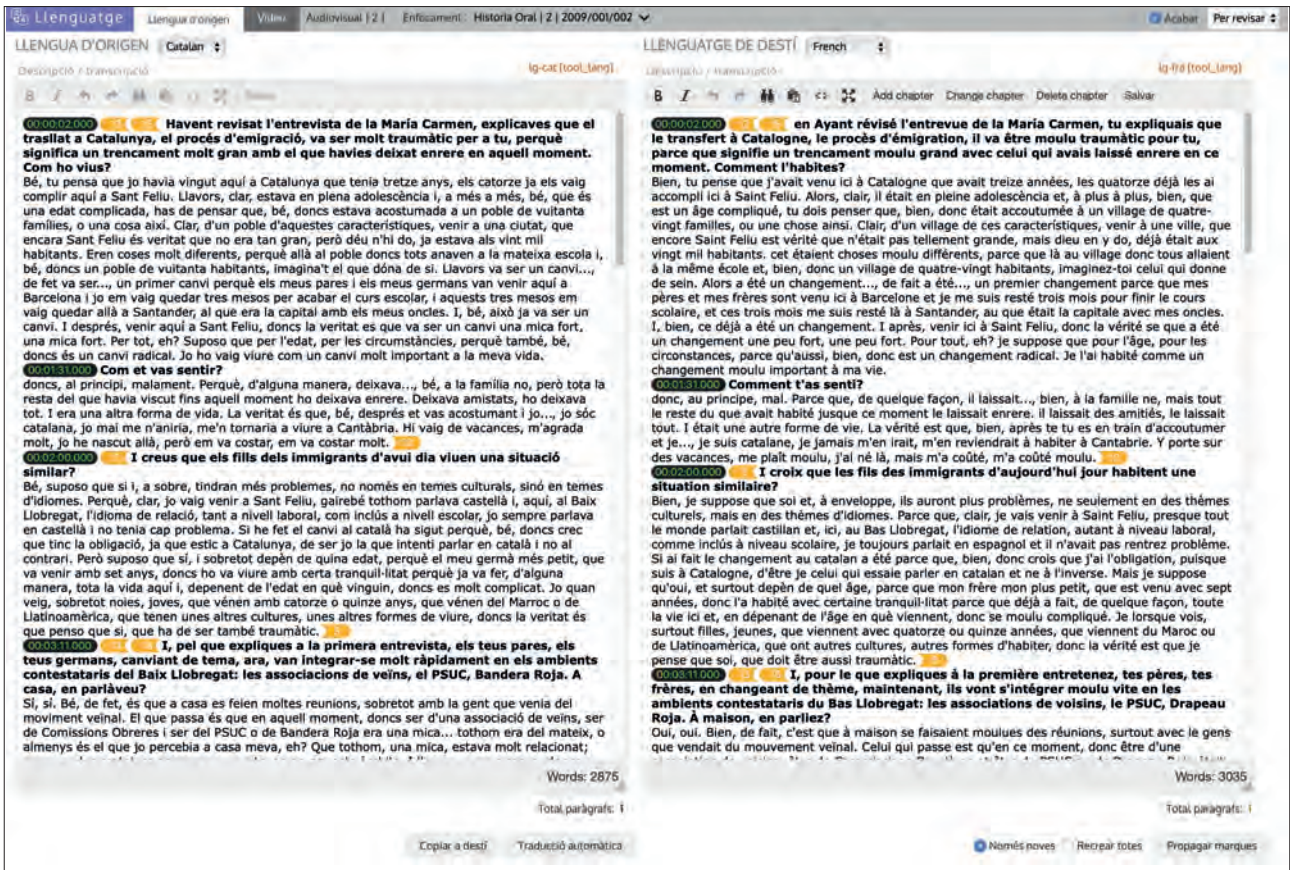 Llenguatge Llengua d'origen Vídeo Audiovisual | 2 | Enfocament: Historia Oral | 2 | 2009/001/002 Acabar Per revisar
LLENGUA D'ORIGEN Catalan
Descripció / transcripció lg-cat [tool_lang]
B I
00:00:02.000 Havent revisat l'entrevista de la María Carmen, explicaves que el
trasllat a Catalunya, el procés d'emigració, va ser molt traumàtic per a tu, perquè
significa un trencament molt gran amb el que havies deixat enrere en aquell moment.
Com ho vius?
Bé, tu pensa que jo havia vingut aquí a Catalunya que tenia tretze anys, els catorze ja els vaig
complir aquí a Sant Feliu. Llavors, clar, estava en plena adolescència i, a més a més, bé, que és
una edat complicada, has de pensar que, bé, doncs estava acostumada a un poble de vuitanta
famílies, o una cosa així. Clar, d'un poble d'aquestes característiques, venir a una ciutat, que
encara Sant Feliu és veritat que no era tan gran, però déu n'hi do, ja estava als vint mil
habitants. Eren coses molt diferents, perquè allà al poble doncs tots anaven a la mateixa escola i,
bé, doncs un poble de vuitanta habitants, imagina't el que dóna de si. Llavors va ser un canvi...,
de fet va ser..., un primer canvi perquè els meus pares i els meus germans van venir aquí a
Barcelona i jo em vaig quedar tres mesos per acabar el curs escolar, i aquests tres mesos em
vaig quedar allà a Santander, al que era la capital amb els meus oncles. I, bé, això ja va ser un
canvi. I després, venir aquí a Sant Feliu, doncs la veritat es que va ser un canvi una mica fort,
una mica fort. Per tot, eh? Suposo que per l'edat, per les circumstàncies, perquè també, bé,
doncs és un canvi radical. Jo ho vaig viure com un canvi molt important a la meva vida.
00:01:31.000 Com et vas sentir?
doncs, al principi, malament. Perquè, d'alguna manera, deixava..., bé, a la família no, però tota la
resta del que havia viscut fins aquell moment ho deixava enrere. Deixava amistats, ho deixava
tot. I era una altra forma de vida. La veritat és que, bé, després et vas acostumant i jo..., jo sóc
catalana, jo mai me n'aniria, me'n tornaria a viure a Cantàbria. Hi vaig de vacances, m'agrada
molt, jo he nascut allà, però em va costar, em va costar molt.
00:02:00.000 I creus que els fills dels immigrants d'avui dia viuen una situació
similar?
Bé, suposo que si i, a sobre, tindran més problemes, no només en temes culturals, sinó en temes
d'idiomes. Perquè, clar, jo vaig venir a Sant Feliu, gairebé tothom parlava castellà i, aquí, al Baix
Llobregat, l'idioma de relació, tant a nivell laboral, com inclús a nivell escolar, jo sempre parlava
en castellà i no tenia cap problema. Si he fet el canvi al català ha sigut perquè, bé, doncs crec
que tinc la obligació, ja que estic a Catalunya, de ser jo la que intenti parlar en català i no al
contrari. Però suposo que sí, i sobretot depèn de quina edat, perquè el meu germà més petit, que
va venir amb set anys, doncs ho va viure amb certa tranquil·litat perquè ja va fer, d'alguna
manera, tota la vida aquí i, depenent de l'edat en què vinguin, doncs es molt complicat. Jo quan
veig, sobretot noies, joves, que vénen amb catorze o quinze anys, que vénen del Marroc o de
Llatinoamèrica, que tenen unes altres cultures, unes altres formes de viure, doncs la veritat és
que penso que si, que ha de ser també traumàtic.
00:03:11.000 I, pel que expliques a la primera entrevista, els teus pares, els
teus germans, canviant de tema, ara, van integrar-se molt ràpidament en els ambients
contestataris del Baix Llobregat: les associacions de veïns, el PSUC, Bandera Roja. A
casa, en parlàveu?
Sí, sí. Bé, de fet, és que a casa es feien moltes reunions, sobretot amb la gent que venia del
moviment veïnal. El que passa és que en aquell moment, doncs ser d'una associació de veïns, ser
de Comissions Obreres i ser del PSUC o de Bandera Roja era una mica... tothom era del mateix, o
almenys és el que jo percebia a casa meva, eh? Que tothom, una mica, estava molt relacionat;
Words: 2875
Total paràgrafs: 1
Copiar a destí Traducció automàtica
LLENGUATGE DE DESTÍ French
Descripció / transcripció lg-fra [tool_lang]
B I Add chapter Change chapter Delete chapter Salvar
00:00:02.000 en Ayant révisé l'entrevue de la María Carmen, tu expliquais que
le transfert à Catalogne, le procès d'émigration, il va être moulu traumàtic pour tu,
parce que signifie un trencament moulu grand avec celui qui avais laissé enrere en ce
moment. Comment l'habites?
Bien, tu pense que j'avait venu ici à Catalogne que avait treize années, les quatorze déjà les ai
accompli ici à Saint Feliu. Alors, clair, il était en pleine adolescència et, à plus à plus, bien, que
est un âge compliqué, tu dois penser que, bien, donc était accoutumée à un village de quatre-
vingt familles, ou une chose ainsi. Clair, d'un village de ces caractéristiques, venir à une ville, que
encore Saint Feliu est vérité que n'était pas tellement grande, mais dieu en y do, déjà était aux
vingt mil habitants. cet étaient choses moulu différents, parce que là au village donc tous allaient
à la même école et, bien, donc un village de quatre-vingt habitants, imaginez-toi celui qui donne
de sein. Alors a été un changement..., de fait a été..., un premier changement parce que mes
pères et mes frères sont venu ici à Barcelone et je me suis resté trois mois pour finir le cours
scolaire, et ces trois mois me suis resté là à Santander, au que était la capitale avec mes oncles.
I, bien, ce déjà a été un changement. I après, venir ici à Saint Feliu, donc la vérité se que a été
un changement une peu fort, une peu fort. Pour tout, eh? je suppose que pour l'âge, pour les
circonstances, parce qu'aussi, bien, donc est un changement radical. Je l'ai habité comme un
changement moulu important à ma vie.
00:01:31.000 Comment t'as senti?
donc, au principe, mal. Parce que, de quelque façon, il laissait..., bien, à la famille ne, mais tout
le reste du que avait habité jusque ce moment le laissait enrere. il laissait des amitiés, le laissait
tout. I était une autre forme de vie. La vérité est que, bien, après te tu es en train d'accoutumer
et je..., je suis catalane, je jamais m'en irait, m'en reviendrait à habiter à Cantabrie. Y porte sur
des vacances, me plaît moulu, j'ai né là, mais m'a coûté, m'a coûté moulu.
00:02:00.000 I croix que les fils des immigrants d'aujourd'hui jour habitent une
situation similaire?
Bien, je suppose que soi et, à enveloppe, ils auront plus problèmes, ne seulement en des thèmes
culturels, mais en des thèmes d'idiomes. Parce que, clair, je vais venir à Saint Feliu, presque tout
le monde parlait castillan et, ici, au Bas Llobregat, l'idiome de relation, autant à niveau laboral,
comme inclús à niveau scolaire, je toujours parlait en espagnol et il n'avait pas rentrez problème.
Si ai fait le changement au catalan a été parce que, bien, donc crois que j'ai l'obligation, puisque
suis à Catalogne, d'être je celui qui essaie parler en catalan et ne à l'inverse. Mais je suppose
qu'oui, et surtout depèn de quel âge, parce que mon frère mon plus petit, que est venu avec sept
années, donc l'a habité avec certaine tranquil·litat parce que déjà a fait, de quelque façon, toute
la vie ici et, en dépenant de l'âge en què viennent, donc se moulu compliqué. Je lorsque vois,
surtout filles, jeunes, que viennent avec quatorze ou quinze années, que viennent du Maroc ou
de Llatinoamèrica, que ont autres cultures, autres formes d'habiter, donc la vérité est que je
pense que soi, que doit être aussi traumàtic.
00:03:11.000 I, pour le que expliques à la première entretenez, tes pères, tes
frères, en changeant de thème, maintenant, ils vont s'intégrer moulu vite en les
ambients contestataris du Bas Llobregat: les associations de voisins, le PSUC, Drapeau
Roja. À maison, en parliez?
Oui, oui. Bien, de fait, c'est que à maison se faisaient moulues des réunions, surtout avec le gens
que vendait du mouvement veïnal. Celui qui passe est qu'en ce moment, donc être d'une
Words: 3035
Total paràgrafs: 1
Només noves Recrear totes Propagar marques